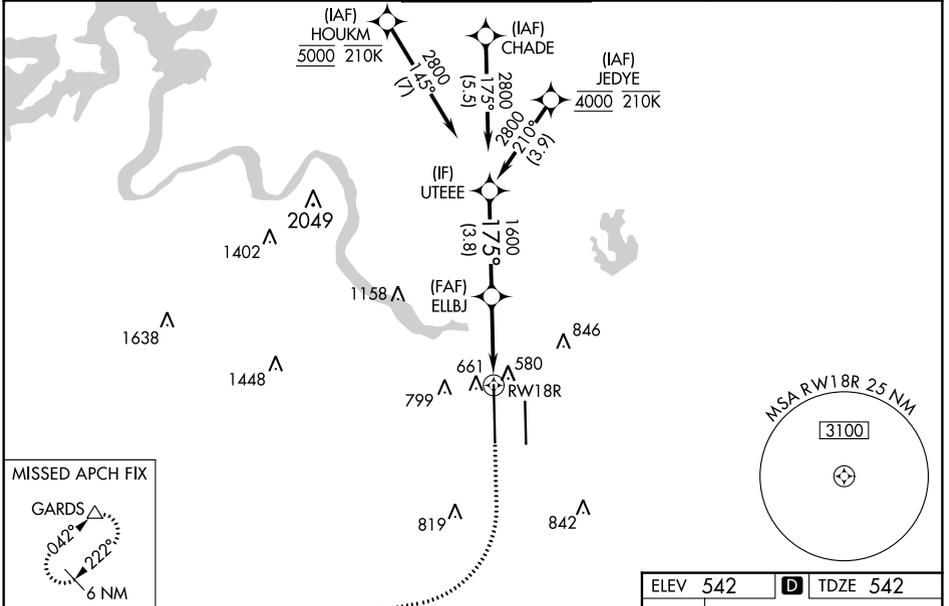 (IAF)
HOUKM
5000 210K
(IAF)
CHADE
(IAF)
JEDYE
4000 210K
2800
145°
(7)
2800
175°
(5.5)
2800
210°
(3.9)
(IF)
UTEEE
1600
175°
(3.8)
2049
1402
1158
(FAF)
ELLBJ
1638
846
1448
661
580
799
RW18R
MSA RW18R 25 NM
3100
MISSED APCH FIX
GARDS
042°
222°
6 NM
819
842
ELEV 542 D TDZE 542